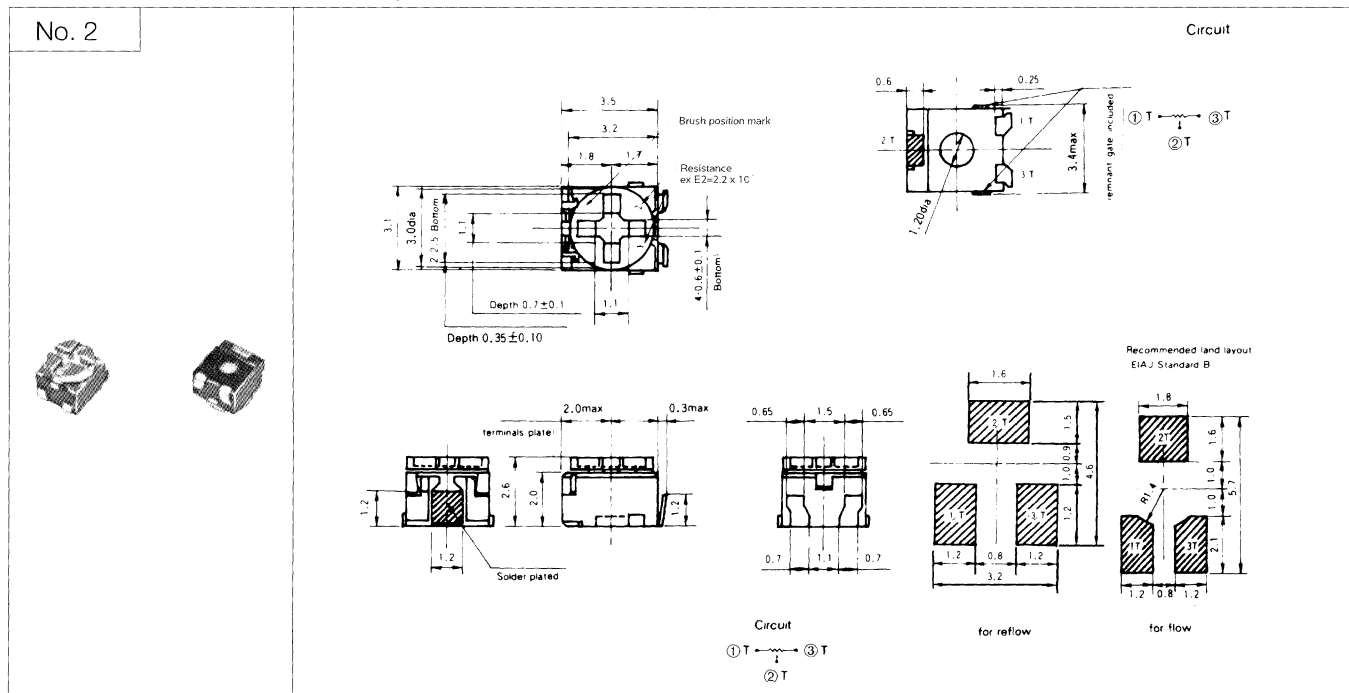 No. 2
Circuit
0.6
0.25
2 T
1 T
3 T
3.4max
remnant gate included
1.20dia
① T ③ T
② T
3.5
3.2
1.8 1.7
Brush position mark
Resistance
ex E2=2.2 x 10
3.1
3.0dia
2-2.5 Bottom
1.1
2
1
4-0.6±0.1
Bottom
Depth 0.7±0.1
1.1
Depth 0.35±0.10
terminals plate
1.2
1.2
Solder plated
2.6
2.0
2.0max
0.3max
1.2
0.65 1.5 0.65
0.7 1.1 0.7
Circuit
① T ③ T
② T
1.6
2 T
1 T
3 T
1.5
0.9
1.0
1.2
4.6
1.2 0.8 1.2
3.2
for reflow
Recommended land layout
EIAJ Standard B
1.8
2T
1T
3T
R1.4
1.6
1.0
1.0
2.1
5.7
1.2 0.8 1.2
for flow